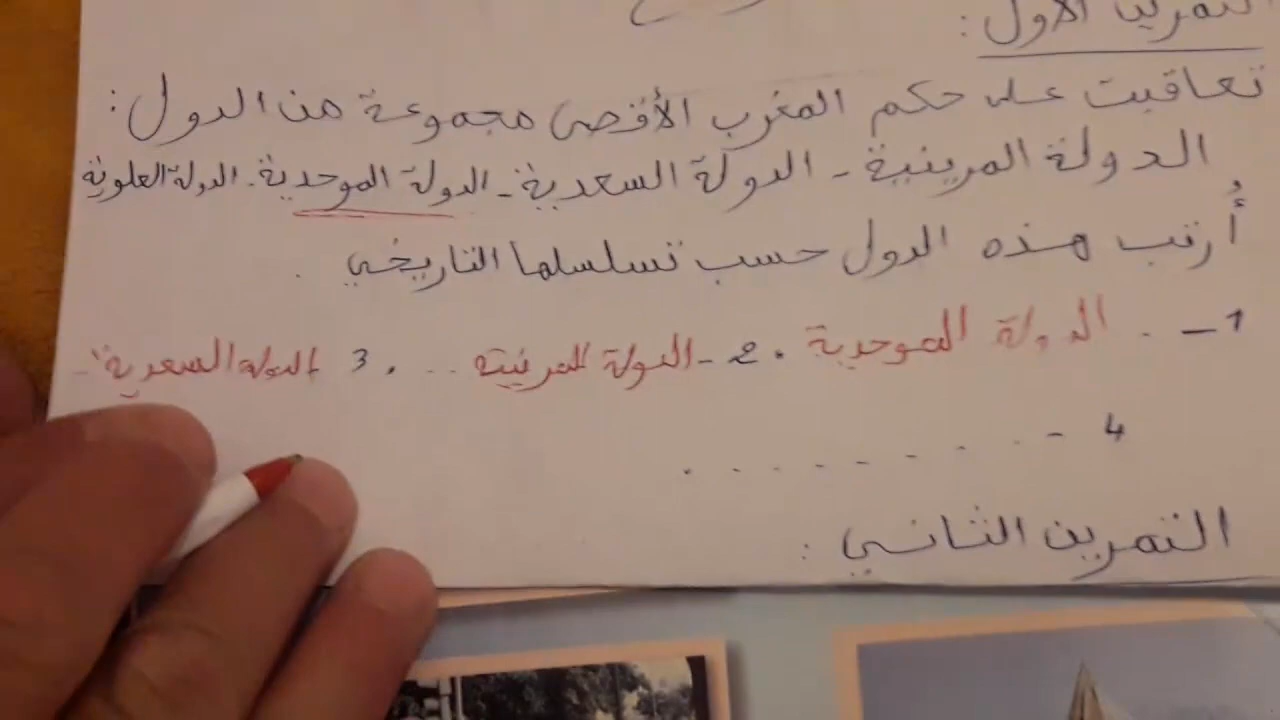 التمرين الأول :
تعاقبت على حكم المغرب الأقصى مجموعة من الدول :
الدولة المرينية - الدولة السعدية - الدولة الموحدية - الدولة العلوية
أُرتب هذه الدول حسب تسلسلها التاريخي .
1 - . الدولة الموحدية . 2 - الدولة المرينية .. . 3 الدولة السعدية
4 - . . . . . . . .
التمرين الثاني :